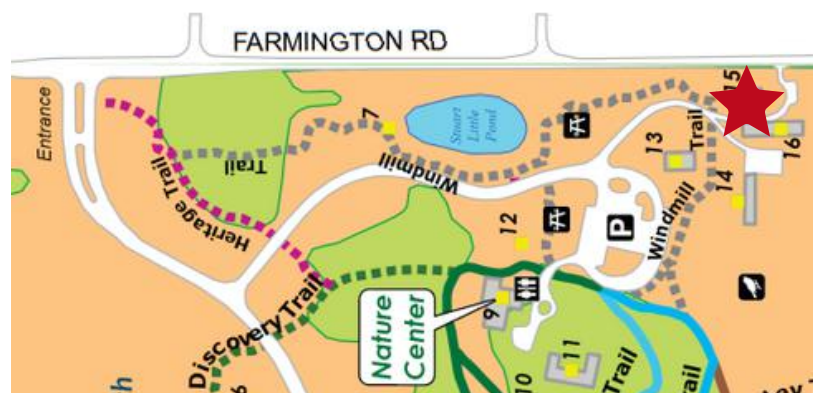 FARMINGTON RD
Entrance
Heritage Trail
Trail
7
Stuart Little
Pond
Windmill
Trail
15
16
13
14
Windmill
12
P
Discovery Trail
Nature
Center
9
10
11
Trail